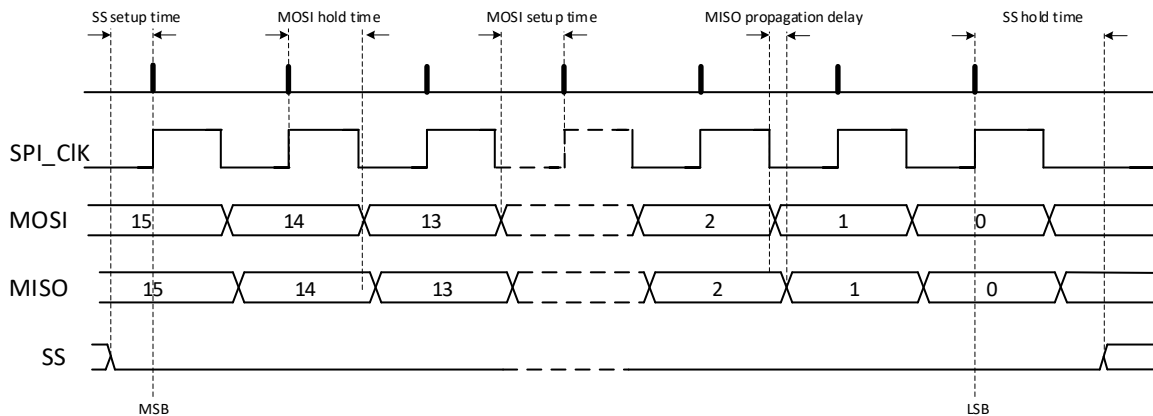 SS setup time MOSI hold time MOSI setup time MISO propagation delay SS hold time
SPI_ClK
MOSI 15 14 13 2 1 0
MISO 15 14 13 2 1 0
SS
MSB LSB